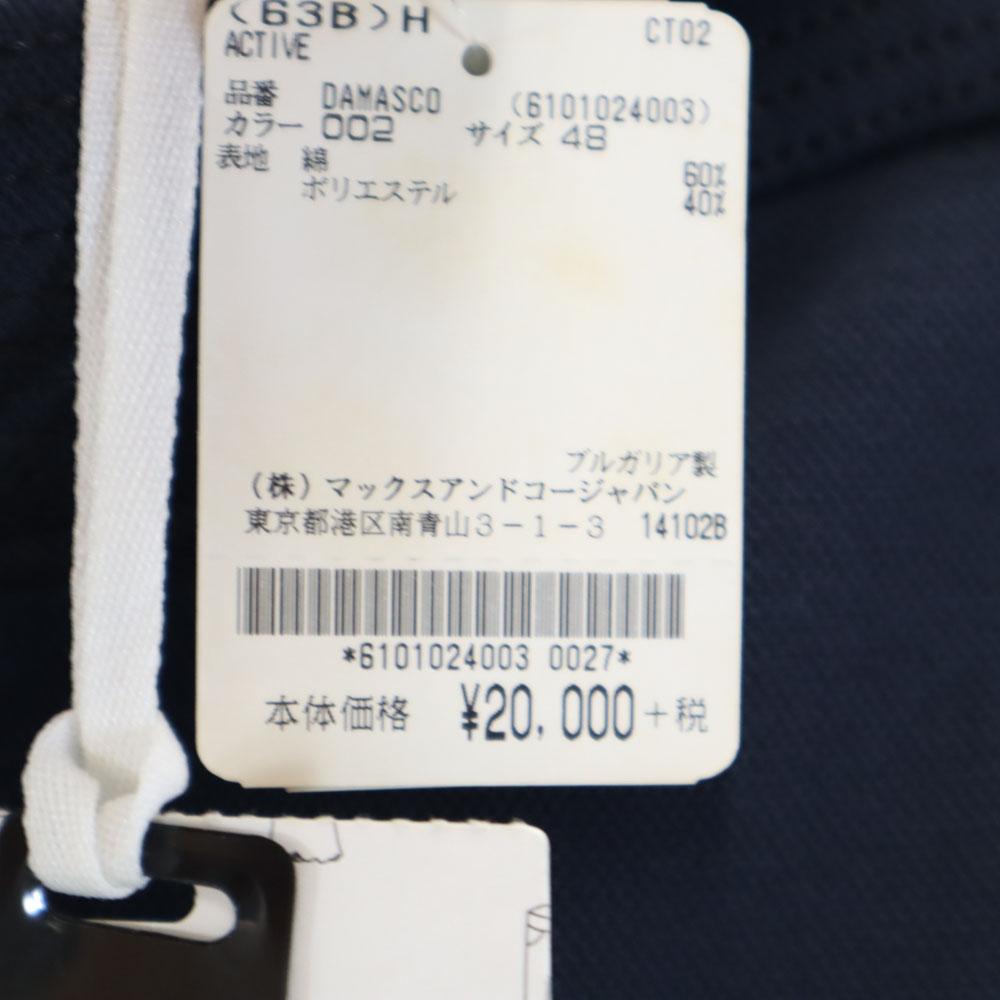 (63B)H
ACTIVE CT02
品番 DAMASCO (6101024003)
カラー 002 サイズ 48
表地 綿 60%
ポリエステル 40%
ブルガリア製
(株)マックスアンドコージャパン
東京都港区南青山3-1-3 14102B
*6101024003 0027*
本体価格 ¥20,000+税